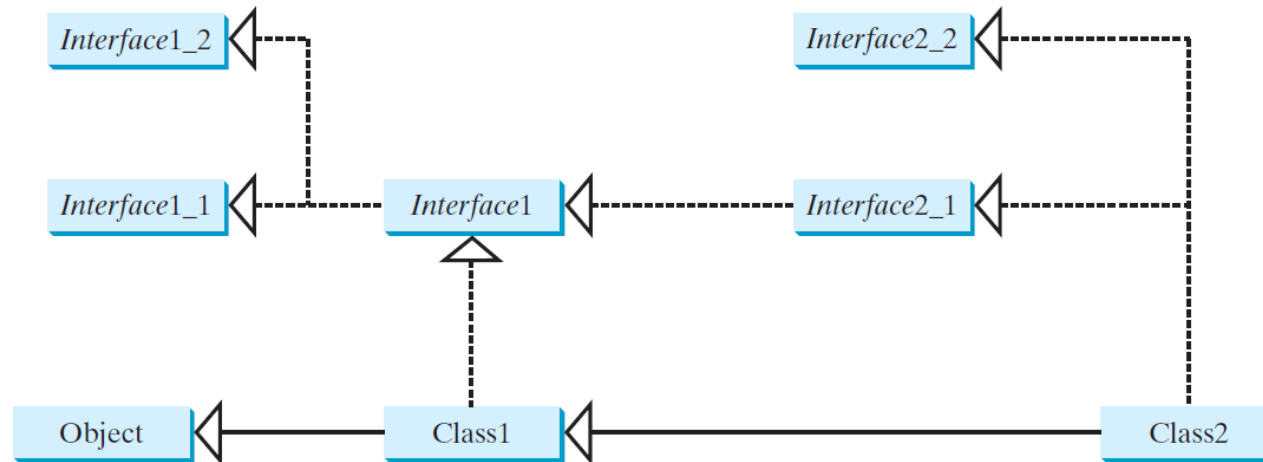 Interface1_2
Interface2_2
Interface1_1
Interface1
Interface2_1
Object
Class1
Class2